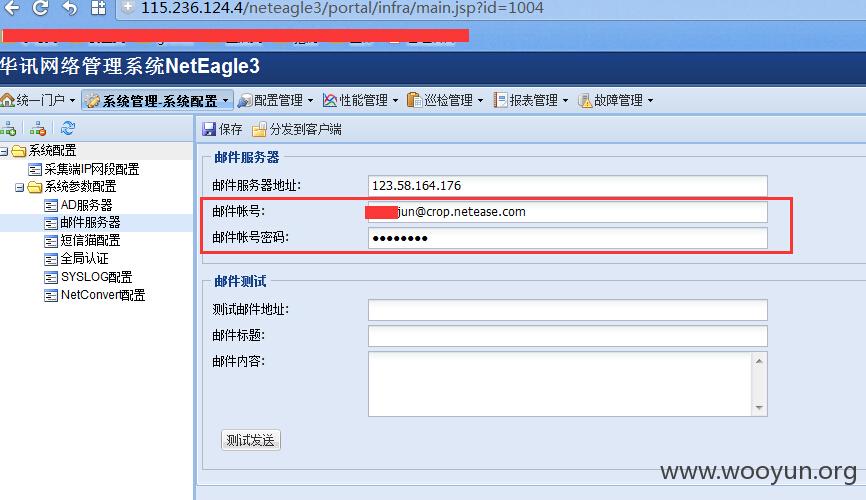 115.236.124.4/neteagle3/portal/infra/main.jsp?id=1004
华讯网络管理系统NetEagle3
统一门户 系统管理-系统配置 配置管理 性能管理 巡检管理 报表管理 故障管理
保存 分发到客户端
系统配置
采集端IP网段配置
系统参数配置
AD服务器
邮件服务器
短信猫配置
全局认证
SYSLOG配置
NetConvert配置
邮件服务器
邮件服务器地址: 123.58.164.176
邮件帐号: jun@crop.netease.com
邮件帐号密码: ●●●●●●●●
邮件测试
测试邮件地址:
邮件标题:
邮件内容:
测试发送
www.wooyun.org